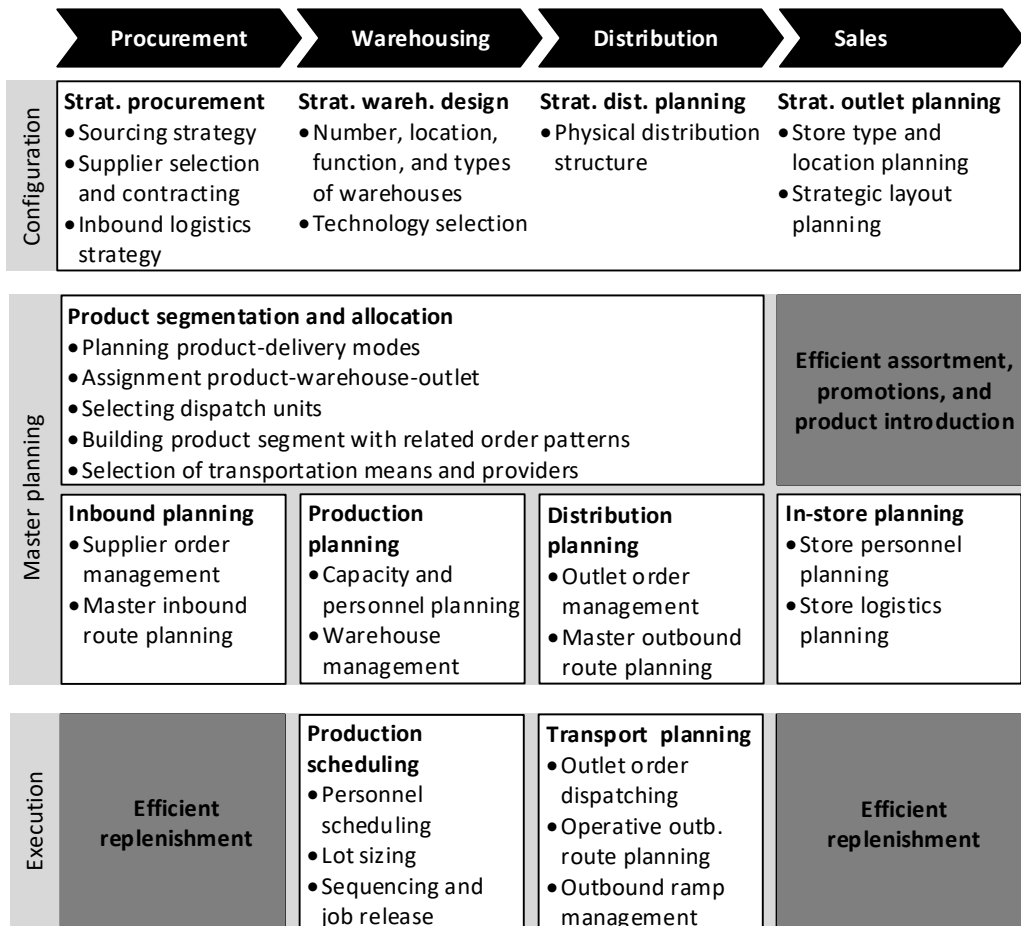 Procurement
Warehousing
Distribution
Sales
Configuration
Strat. procurement
• Sourcing strategy
• Supplier selection
and contracting
• Inbound logistics
strategy
Strat. wareh. design
• Number, location,
function, and types
of warehouses
• Technology selection
Strat. dist. planning
• Physical distribution
structure
Strat. outlet planning
• Store type and
location planning
• Strategic layout
planning
Master planning
Product segmentation and allocation
• Planning product-delivery modes
• Assignment product-warehouse-outlet
• Selecting dispatch units
• Building product segment with related order patterns
• Selection of transportation means and providers
Efficient assortment,
promotions, and
product introduction
Inbound planning
• Supplier order
management
• Master inbound
route planning
Production
planning
• Capacity and
personnel planning
• Warehouse
management
Distribution
planning
• Outlet order
management
• Master outbound
route planning
In-store planning
• Store personnel
planning
• Store logistics
planning
Execution
Efficient
replenishment
Production
scheduling
• Personnel
scheduling
• Lot sizing
• Sequencing and
job release
Transport planning
• Outlet order
dispatching
• Operative outb.
route planning
• Outbound ramp
management
Efficient
replenishment